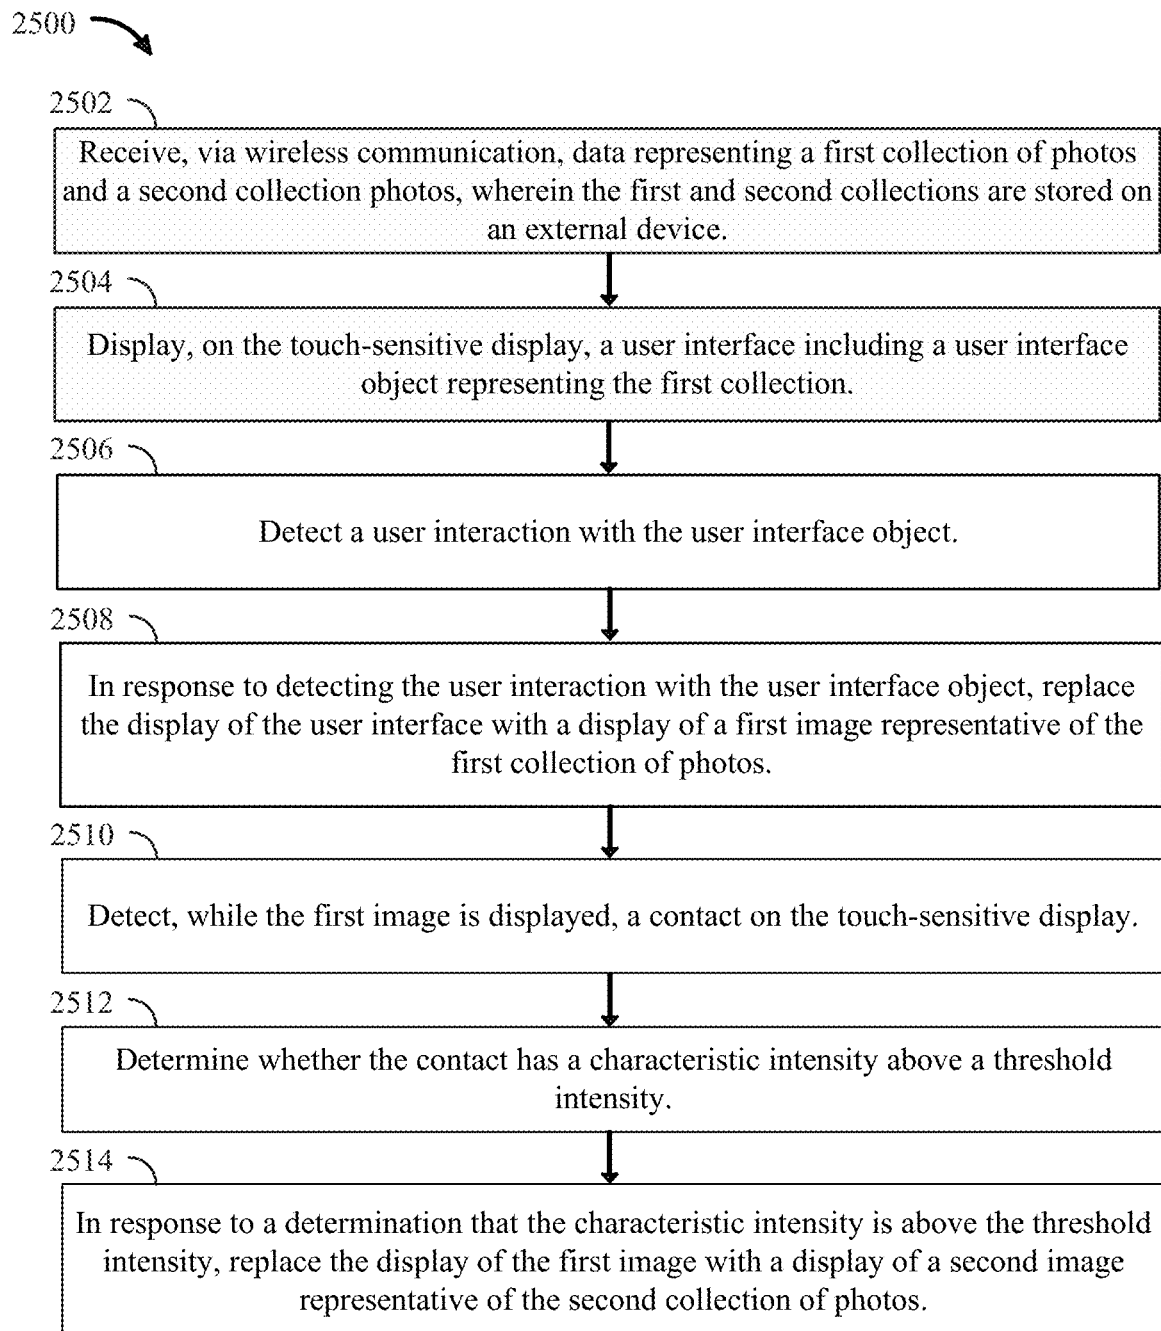 2500
2502
Receive, via wireless communication, data representing a first collection of photos
and a second collection photos, wherein the first and second collections are stored on
an external device.
2504
Display, on the touch-sensitive display, a user interface including a user interface
object representing the first collection.
2506
Detect a user interaction with the user interface object.
2508
In response to detecting the user interaction with the user interface object, replace
the display of the user interface with a display of a first image representative of the
first collection of photos.
2510
Detect, while the first image is displayed, a contact on the touch-sensitive display.
2512
Determine whether the contact has a characteristic intensity above a threshold
intensity.
2514
In response to a determination that the characteristic intensity is above the threshold
intensity, replace the display of the first image with a display of a second image
representative of the second collection of photos.